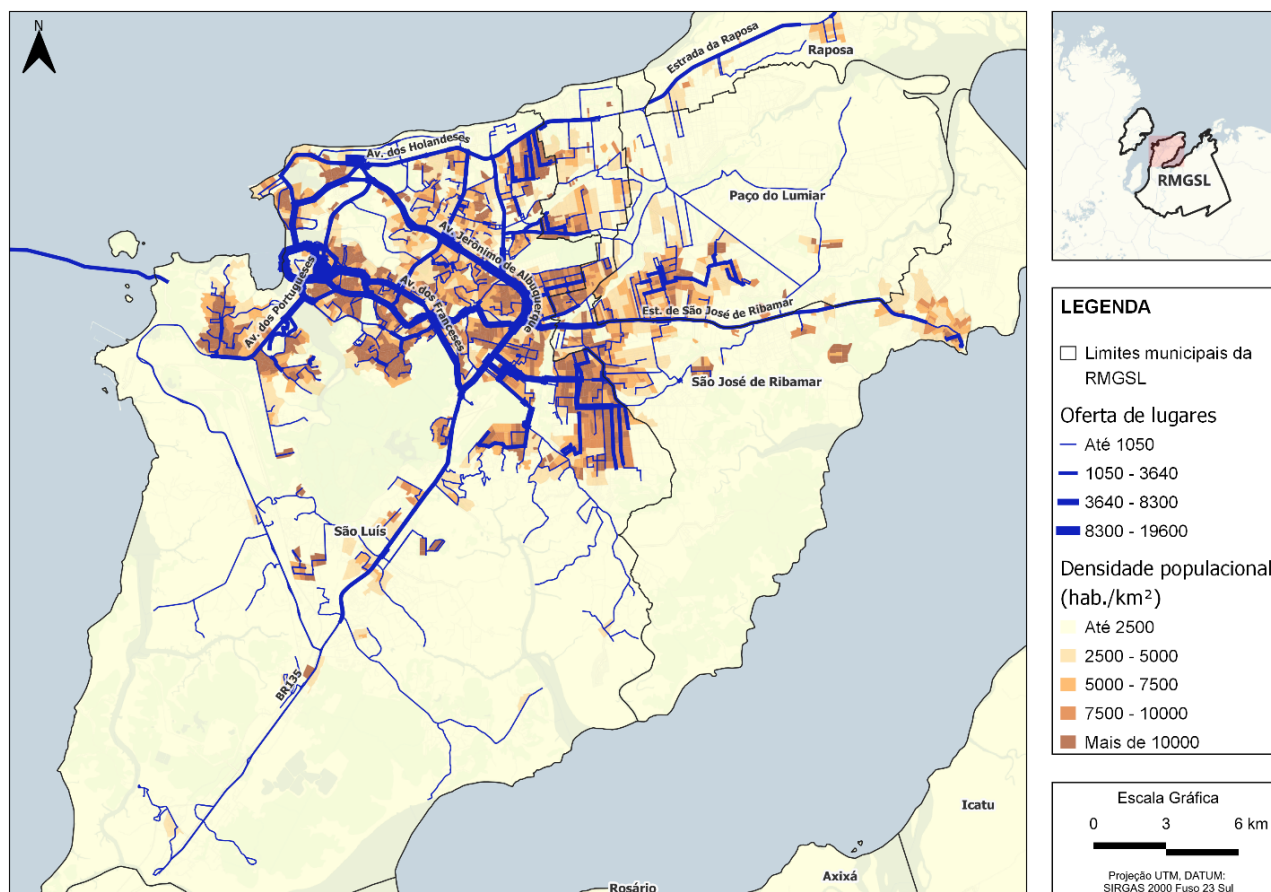 N
Estrada da Raposa
Raposa
Av. dos Holandeses
Paço do Lumiar
Av. Jerônimo de Albuquerque
Av. dos Portugueses
Av. dos Franceses
Est. de São José de Ribamar
São José de Ribamar
São Luís
BR135
Icatu
Axixá
Rosário
RMGSL
LEGENDA
Limites municipais da
RMGSL
Oferta de lugares
Até 1050
1050 - 3640
3640 - 8300
8300 - 19600
Densidade populacional
(hab./km²)
Até 2500
2500 - 5000
5000 - 7500
7500 - 10000
Mais de 10000
Escala Gráfica
0 3 6 km
Projeção UTM, DATUM:
SIRGAS 2000 Fuso 23 Sul